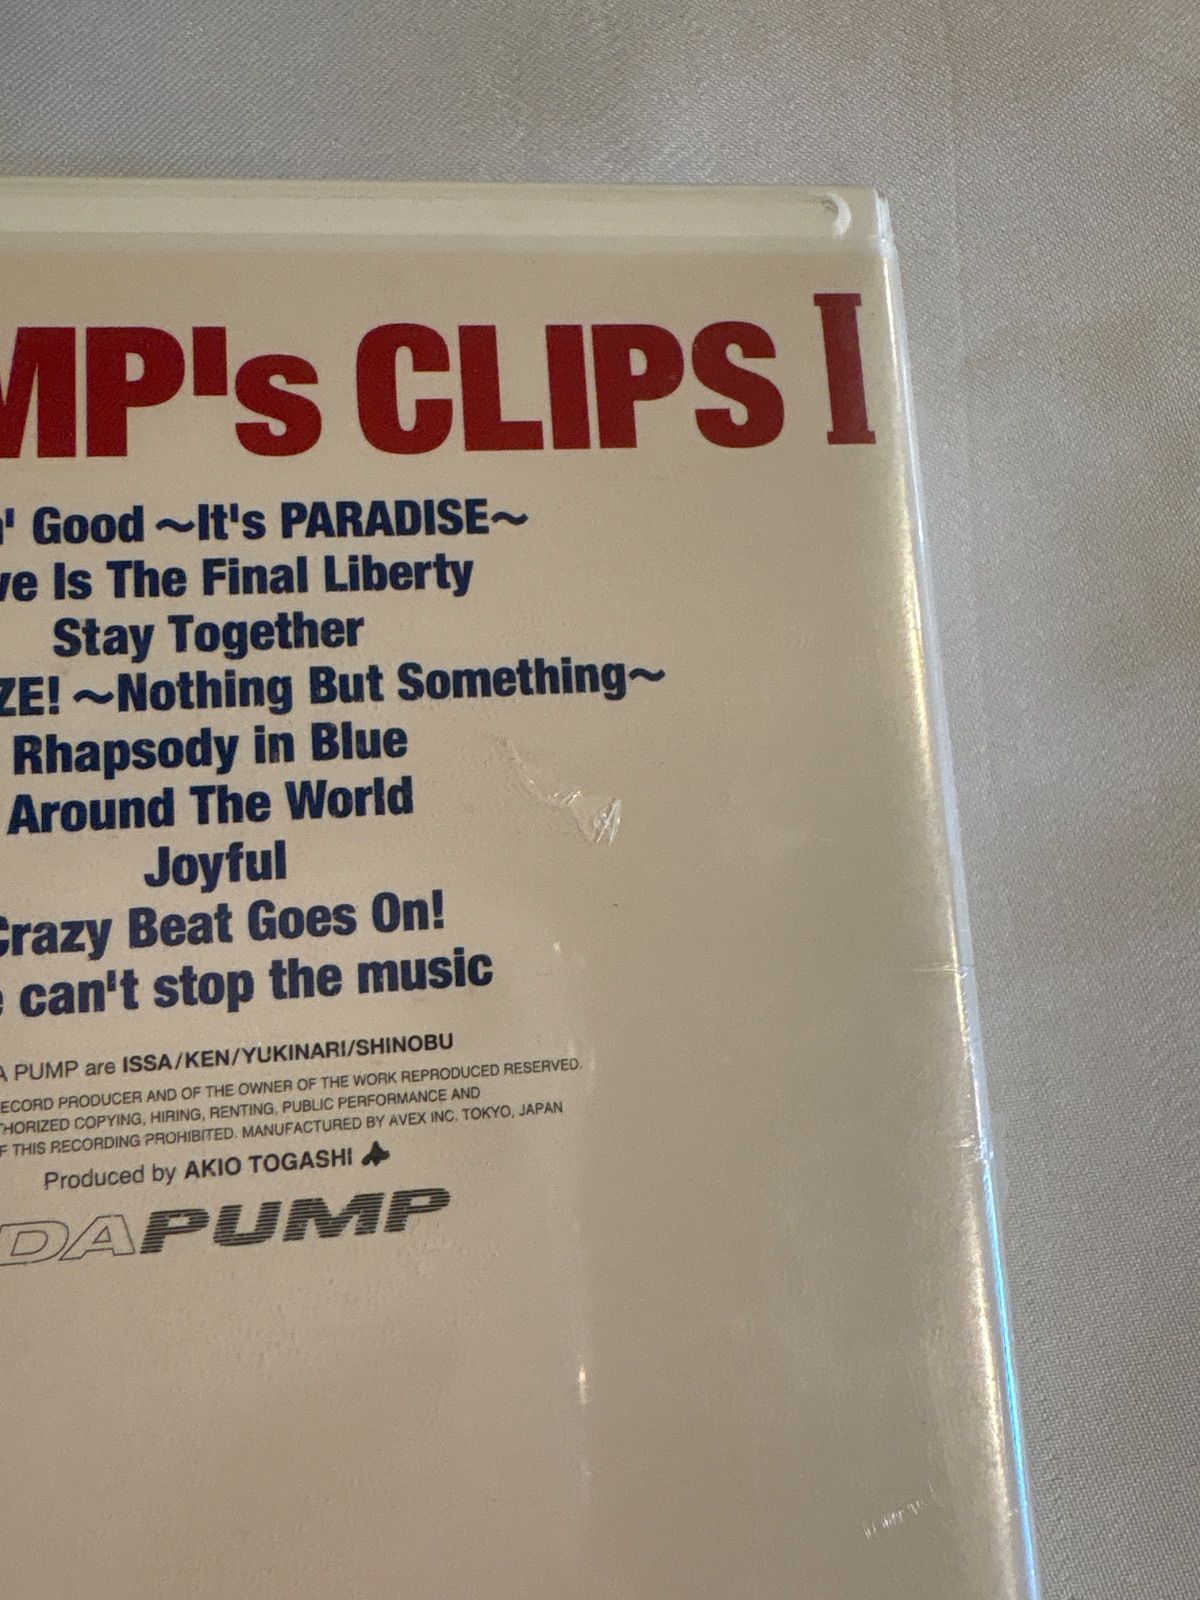 MP's CLIPS I
' Good ～It's PARADISE～
ve Is The Final Liberty
Stay Together
ZE! ～Nothing But Something～
Rhapsody in Blue
Around The World
Joyful
Crazy Beat Goes On!
e can't stop the music
A PUMP are ISSA/KEN/YUKINARI/SHINOBU
ECORD PRODUCER AND OF THE OWNER OF THE WORK REPRODUCED RESERVED.
THORIZED COPYING, HIRING, RENTING, PUBLIC PERFORMANCE AND
F THIS RECORDING PROHIBITED. MANUFACTURED BY AVEX INC. TOKYO, JAPAN
Produced by AKIO TOGASHI
DA PUMP